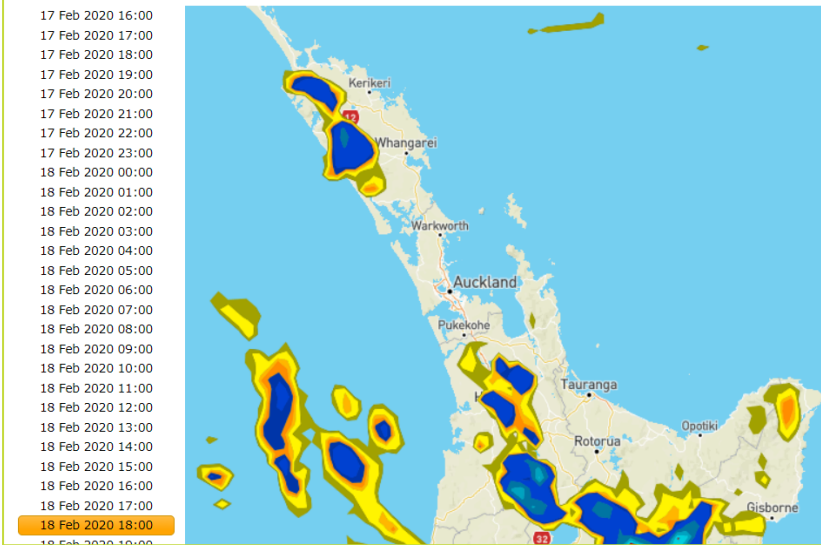 17 Feb 2020 16:00
17 Feb 2020 17:00
17 Feb 2020 18:00
17 Feb 2020 19:00
17 Feb 2020 20:00
17 Feb 2020 21:00
17 Feb 2020 22:00
17 Feb 2020 23:00
18 Feb 2020 00:00
18 Feb 2020 01:00
18 Feb 2020 02:00
18 Feb 2020 03:00
18 Feb 2020 04:00
18 Feb 2020 05:00
18 Feb 2020 06:00
18 Feb 2020 07:00
18 Feb 2020 08:00
18 Feb 2020 09:00
18 Feb 2020 10:00
18 Feb 2020 11:00
18 Feb 2020 12:00
18 Feb 2020 13:00
18 Feb 2020 14:00
18 Feb 2020 15:00
18 Feb 2020 16:00
18 Feb 2020 17:00
18 Feb 2020 18:00
18 Feb 2020 19:00
Kerikeri
12
Whangarei
Warkworth
Auckland
Pukekohe
Tauranga
Opotiki
Rotorua
Gisborne
32